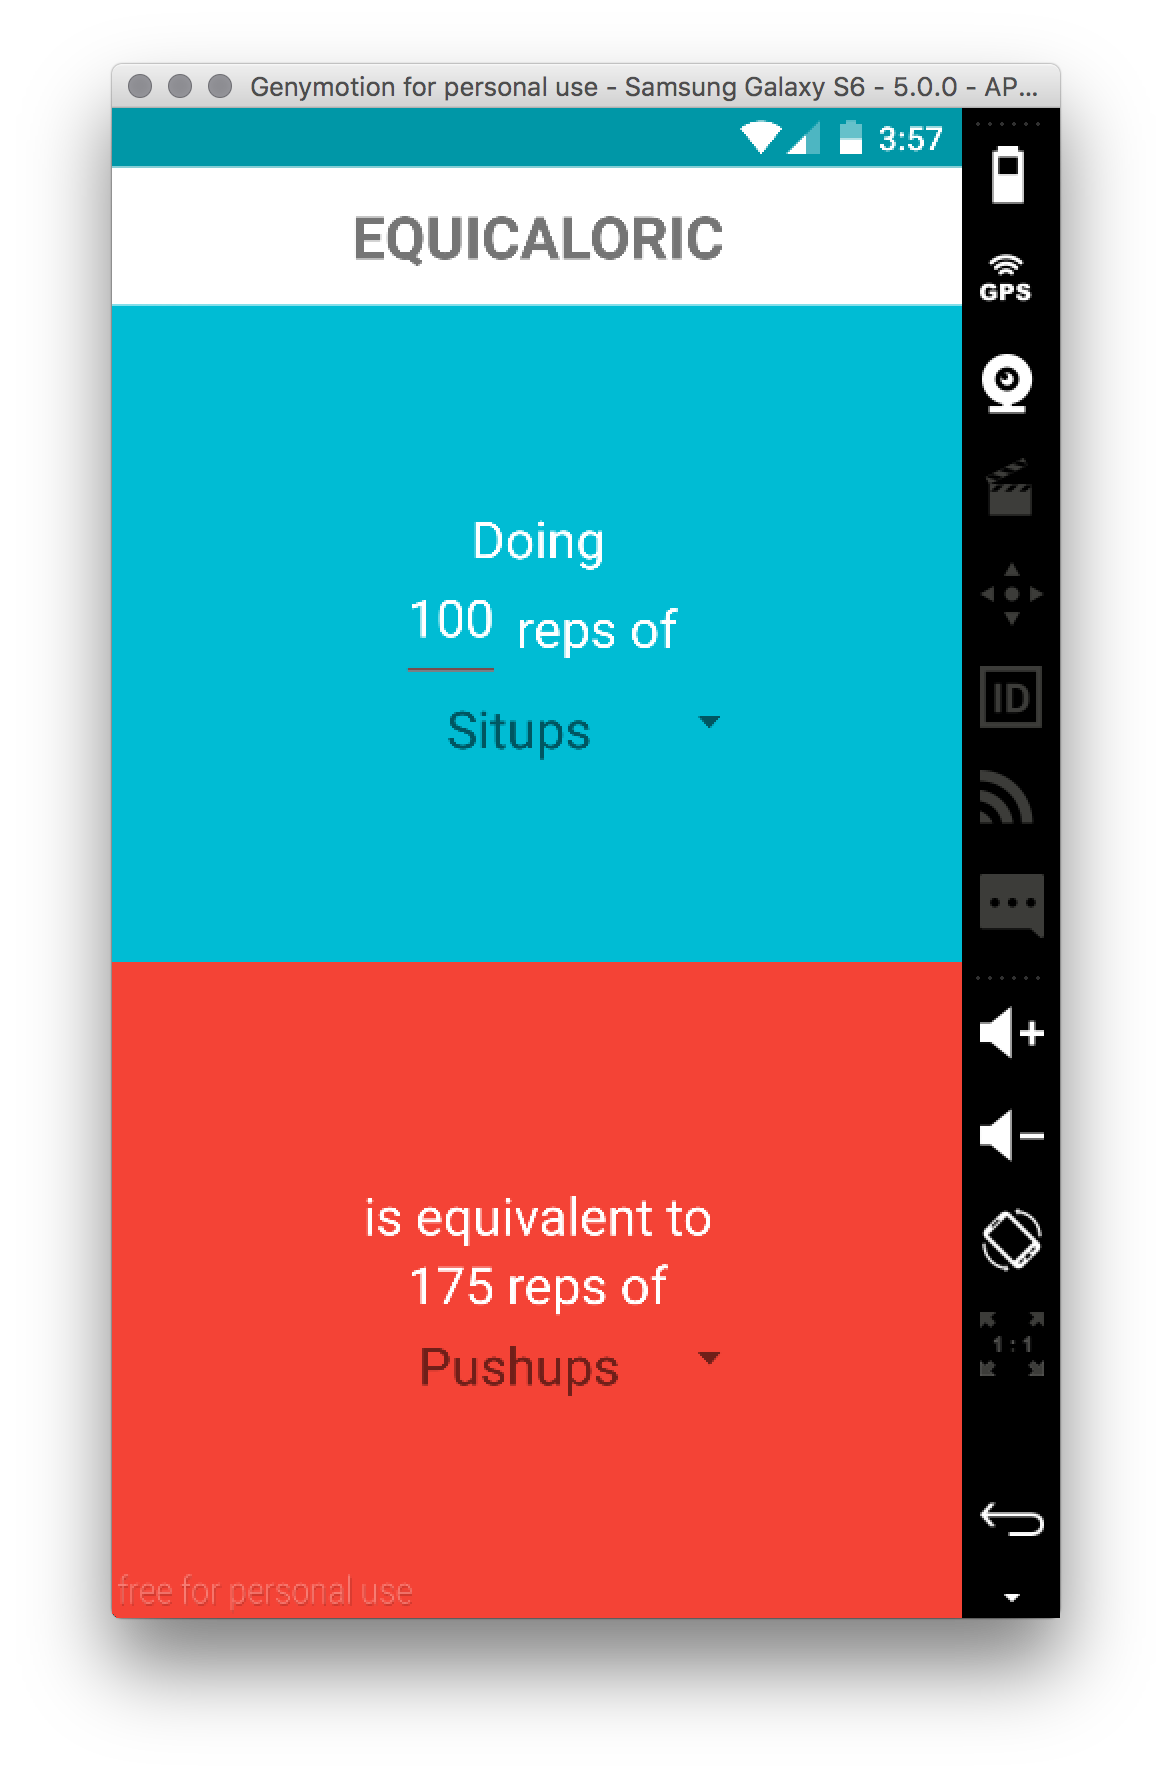 Genymotion for personal use - Samsung Galaxy S6 - 5.0.0 - AP...
3:57
EQUICALORIC
GPS
Doing
100 reps of
Situps
ID
is equivalent to
175 reps of
Pushups
1 : 1
free for personal use